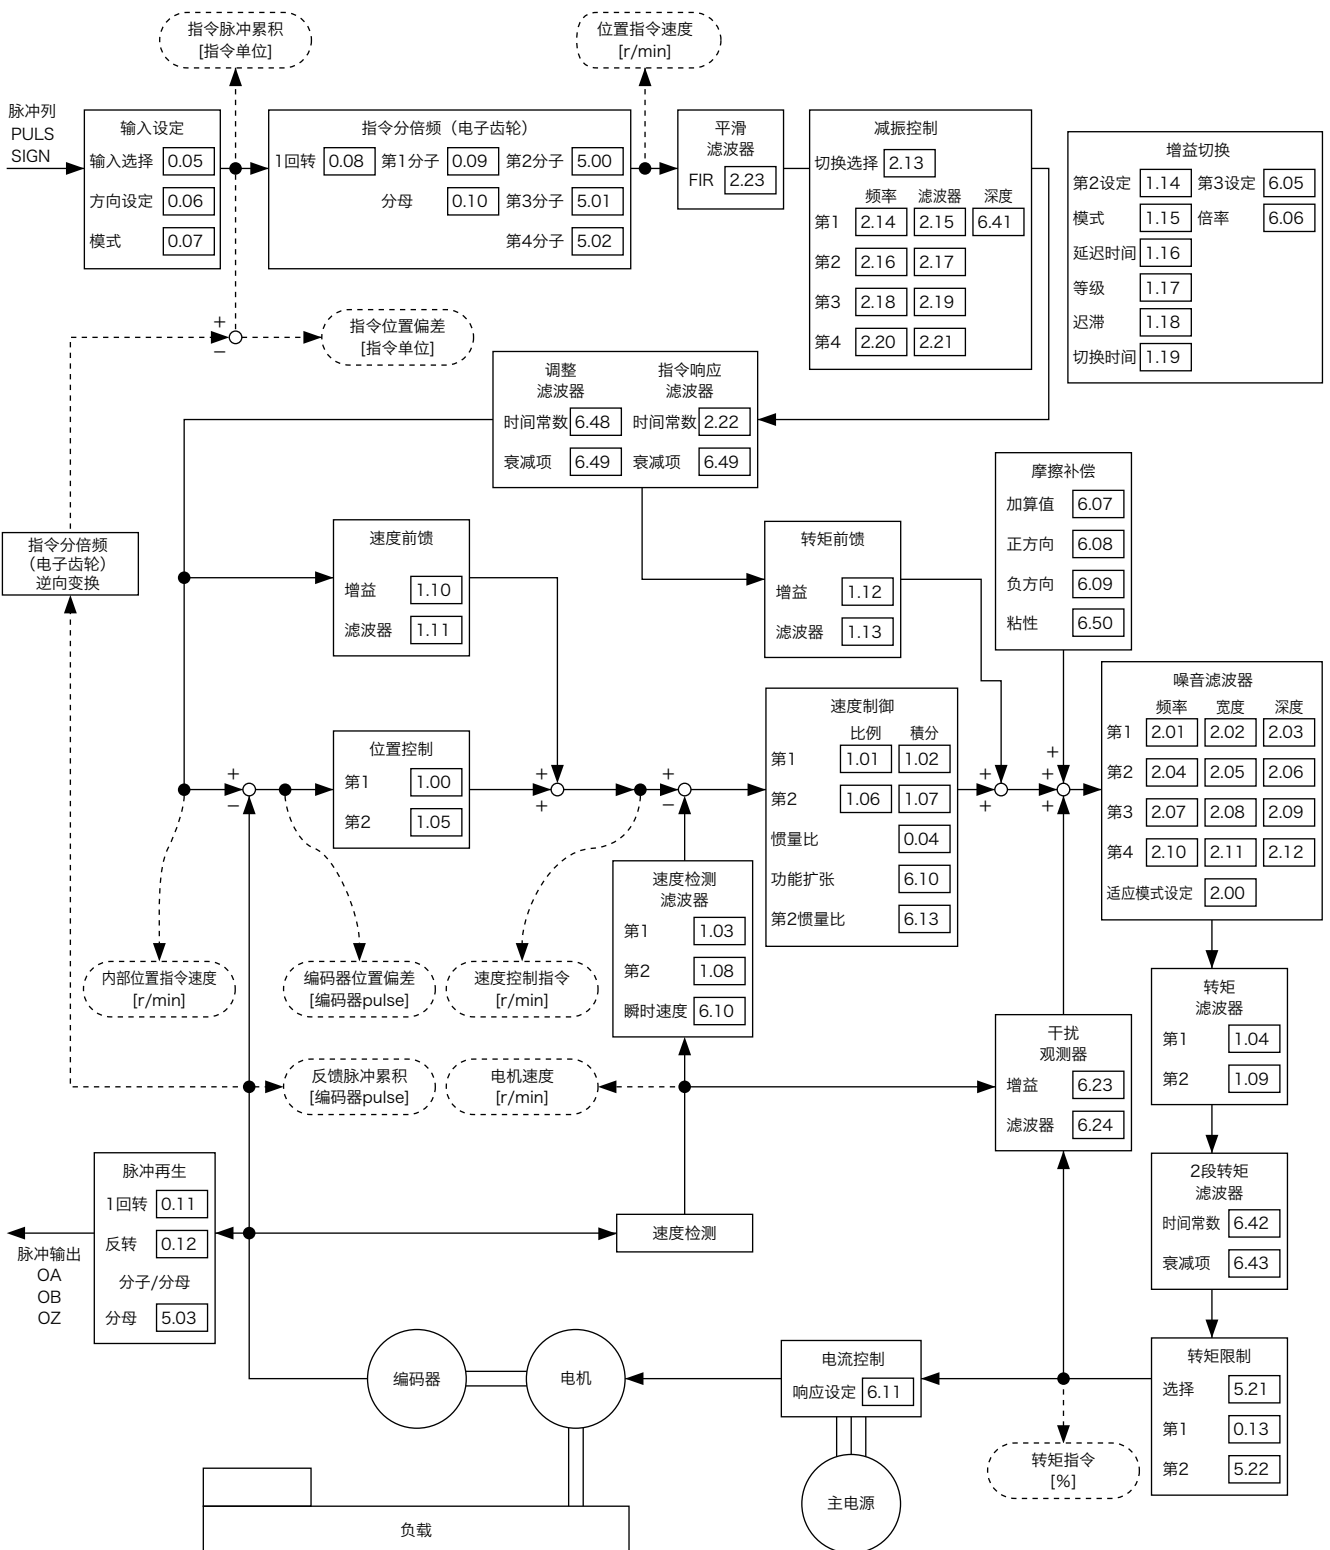 指令脉冲累积
[指令单位]
位置指令速度
[r/min]
脉冲列
PULS
SIGN
输入设定
输入选择 0.05
方向设定 0.06
模式 0.07
指令分倍频（电子齿轮）
1回转 0.08 第1分子 0.09 第2分子 5.00
分母 0.10 第3分子 5.01
第4分子 5.02
平滑
滤波器
FIR 2.23
减振控制
切换选择 2.13
频率 滤波器 深度
第1 2.14 2.15 6.41
第2 2.16 2.17
第3 2.18 2.19
第4 2.20 2.21
增益切换
第2设定 1.14 第3设定 6.05
模式 1.15 倍率 6.06
延迟时间 1.16
等级 1.17
迟滞 1.18
切换时间 1.19
+
−
指令位置偏差
[指令单位]
调整
滤波器
时间常数 6.48
衰减项 6.49
指令响应
滤波器
时间常数 2.22
衰减项 6.49
摩擦补偿
加算值 6.07
正方向 6.08
负方向 6.09
粘性 6.50
指令分倍频
（电子齿轮）
逆向变换
速度前馈
增益 1.10
滤波器 1.11
转矩前馈
增益 1.12
滤波器 1.13
位置控制
第1 1.00
第2 1.05
+
−
+
+
+
−
速度制御
比例 積分
第1 1.01 1.02
第2 1.06 1.07
惯量比 0.04
功能扩张 6.10
第2惯量比 6.13
+
+
+
+
+
噪音滤波器
频率 宽度 深度
第1 2.01 2.02 2.03
第2 2.04 2.05 2.06
第3 2.07 2.08 2.09
第4 2.10 2.11 2.12
适应模式设定 2.00
速度检测
滤波器
第1 1.03
第2 1.08
瞬时速度 6.10
内部位置指令速度
[r/min]
编码器位置偏差
[编码器pulse]
速度控制指令
[r/min]
转矩
滤波器
第1 1.04
第2 1.09
干扰
观测器
增益 6.23
滤波器 6.24
反馈脉冲累积
[编码器pulse]
电机速度
[r/min]
脉冲再生
1回转 0.11
反转 0.12
分子/分母
分母 5.03
脉冲输出
OA
OB
OZ
速度检测
2段转矩
滤波器
时间常数 6.42
衰减项 6.43
编码器
电机
电流控制
响应设定 6.11
转矩限制
选择 5.21
第1 0.13
第2 5.22
转矩指令
[%]
主电源
负载